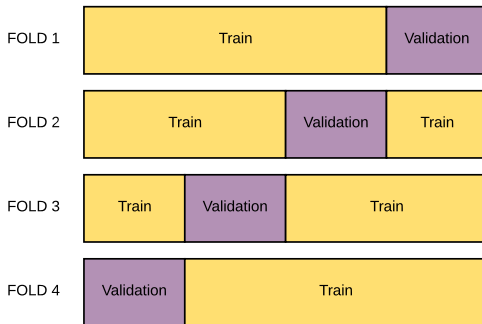 FOLD 1 Train Validation
FOLD 2 Train Validation Train
FOLD 3 Train Validation Train
FOLD 4 Validation Train